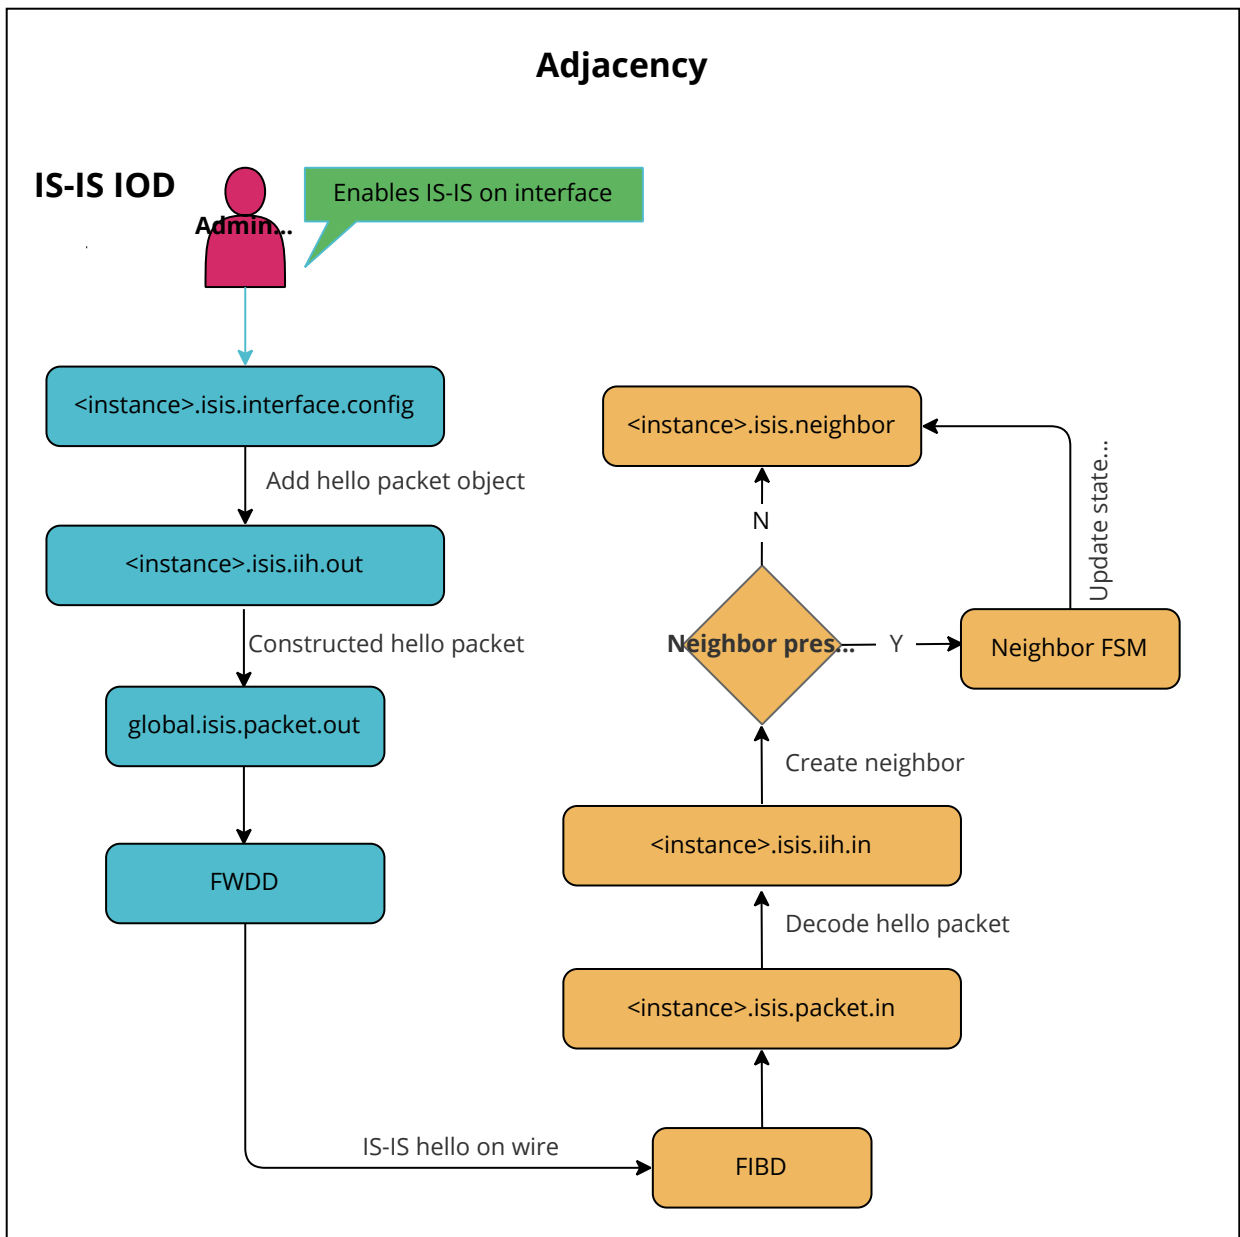 Adjacency
IS-IS IOD
Admin...
Enables IS-IS on interface
<instance>.isis.interface.config
Add hello packet object
<instance>.isis.iih.out
Constructed hello packet
global.isis.packet.out
FWDD
IS-IS hello on wire
FIBD
<instance>.isis.packet.in
Decode hello packet
<instance>.isis.iih.in
Create neighbor
Neighbor pres...
N
Y
<instance>.isis.neighbor
Neighbor FSM
Update state...